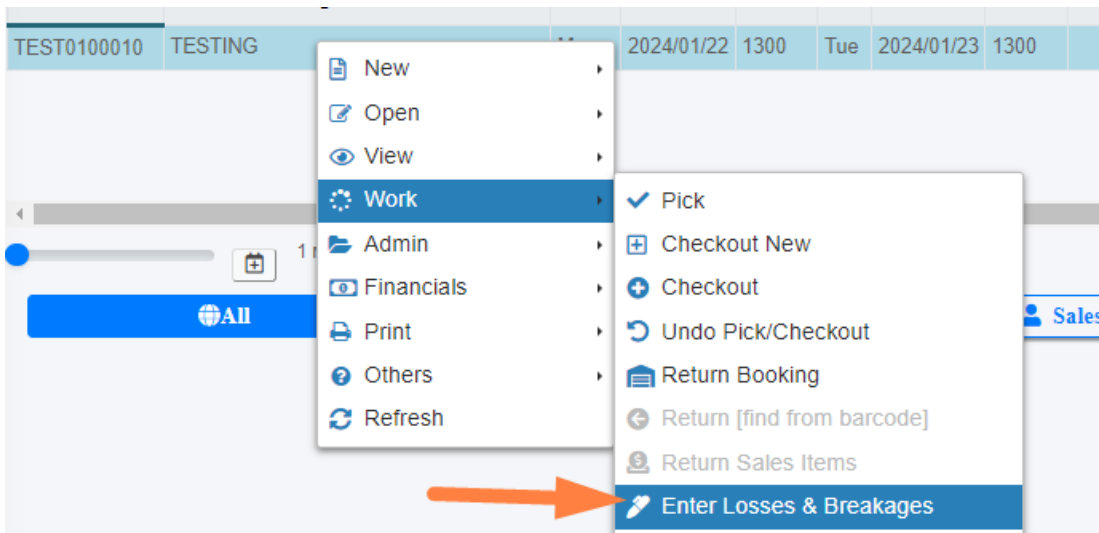 TEST0100010 TESTING 2024/01/22 1300 Tue 2024/01/23 1300
New
Open
View
Work
Pick
Admin
Checkout New
1
Financials
Checkout
All
Sales
Print
Undo Pick/Checkout
Others
Return Booking
Refresh
Return [find from barcode]
Return Sales Items
Enter Losses & Breakages